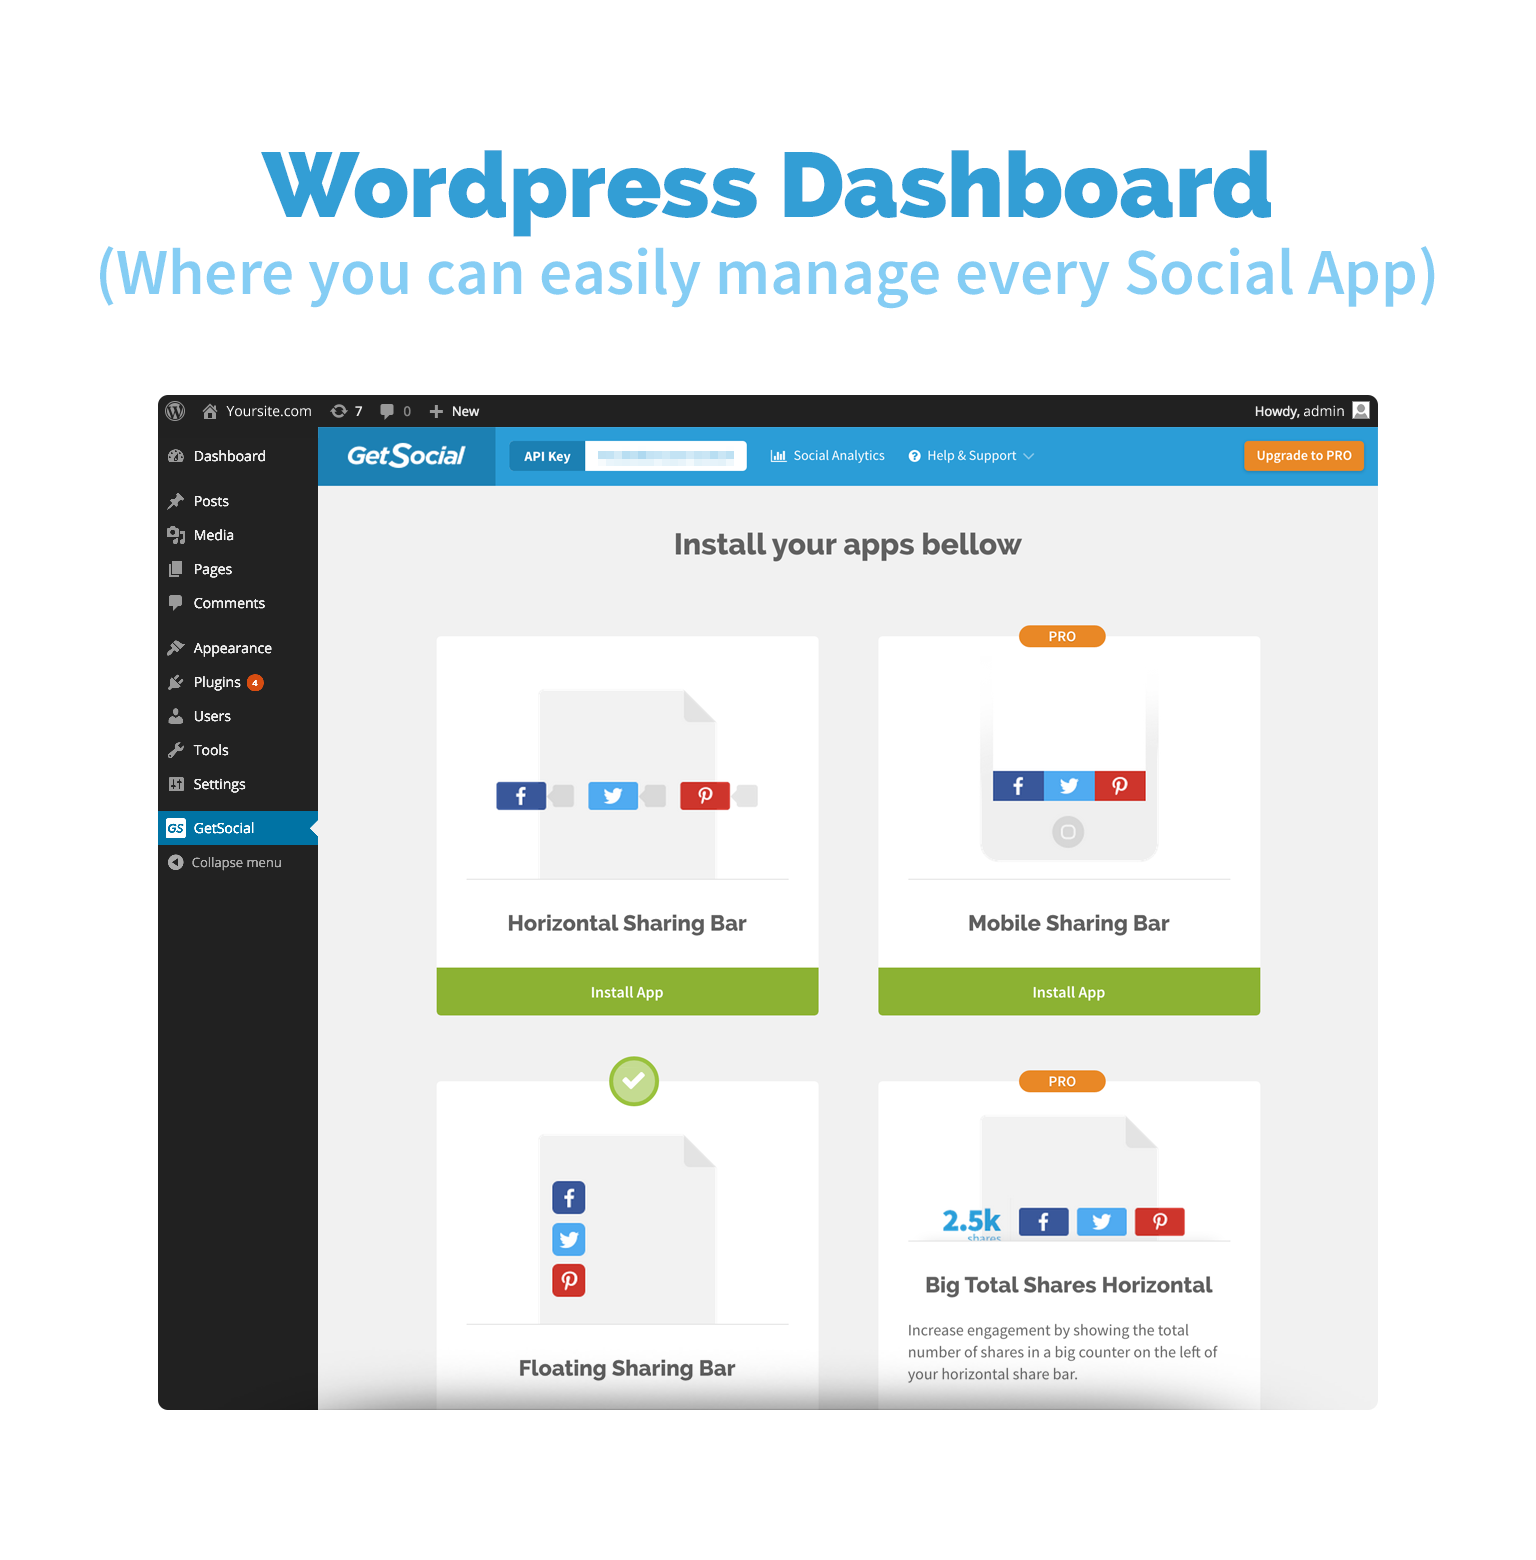 Wordpress Dashboard
(Where you can easily manage every Social App)
Yoursite.com 7 0 New Howdy, admin
Dashboard
Posts
Media
Pages
Comments
Appearance
Plugins 4
Users
Tools
Settings
GS GetSocial
Collapse menu
GetSocial API Key Social Analytics Help & Support Upgrade to PRO
Install your apps bellow
Horizontal Sharing Bar
Install App
PRO
Mobile Sharing Bar
Install App
Floating Sharing Bar
PRO
2.5k
shares
Big Total Shares Horizontal
Increase engagement by showing the total
number of shares in a big counter on the left of
your horizontal share bar.